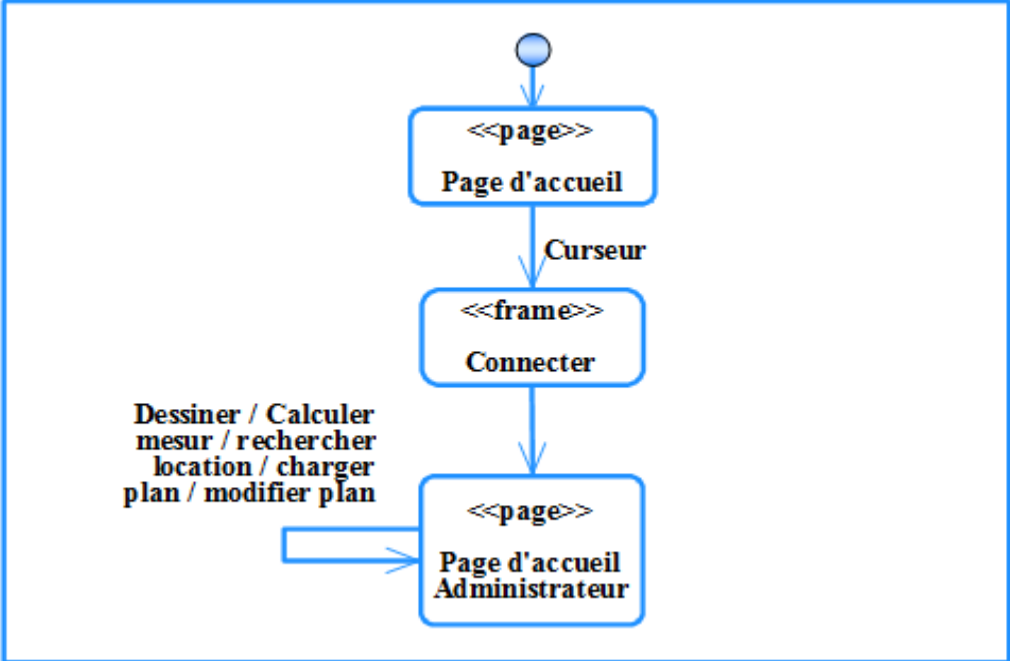 <<page>>
Page d'accueil
Curseur
<<frame>>
Connecter
Dessiner / Calculer
mesur / rechercher
location / charger
plan / modifier plan
<<page>>
Page d'accueil
Administrateur